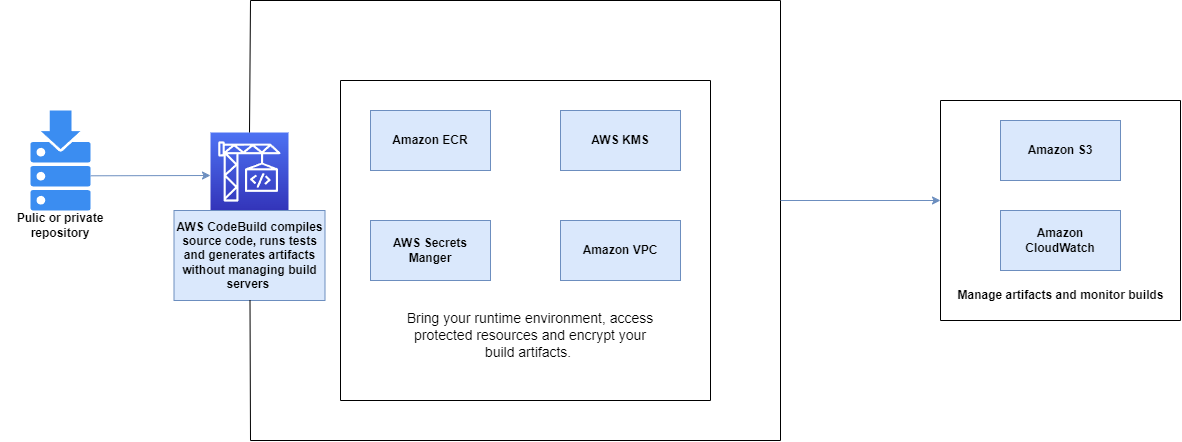 Pulic or private
repository
AWS CodeBuild compiles
source code, runs tests
and generates artifacts
without managing build
servers
</>
Amazon ECR
AWS KMS
AWS Secrets
Manger
Amazon VPC
Bring your runtime environment, access
protected resources and encrypt your
build artifacts.
Amazon S3
Amazon
CloudWatch
Manage artifacts and monitor builds